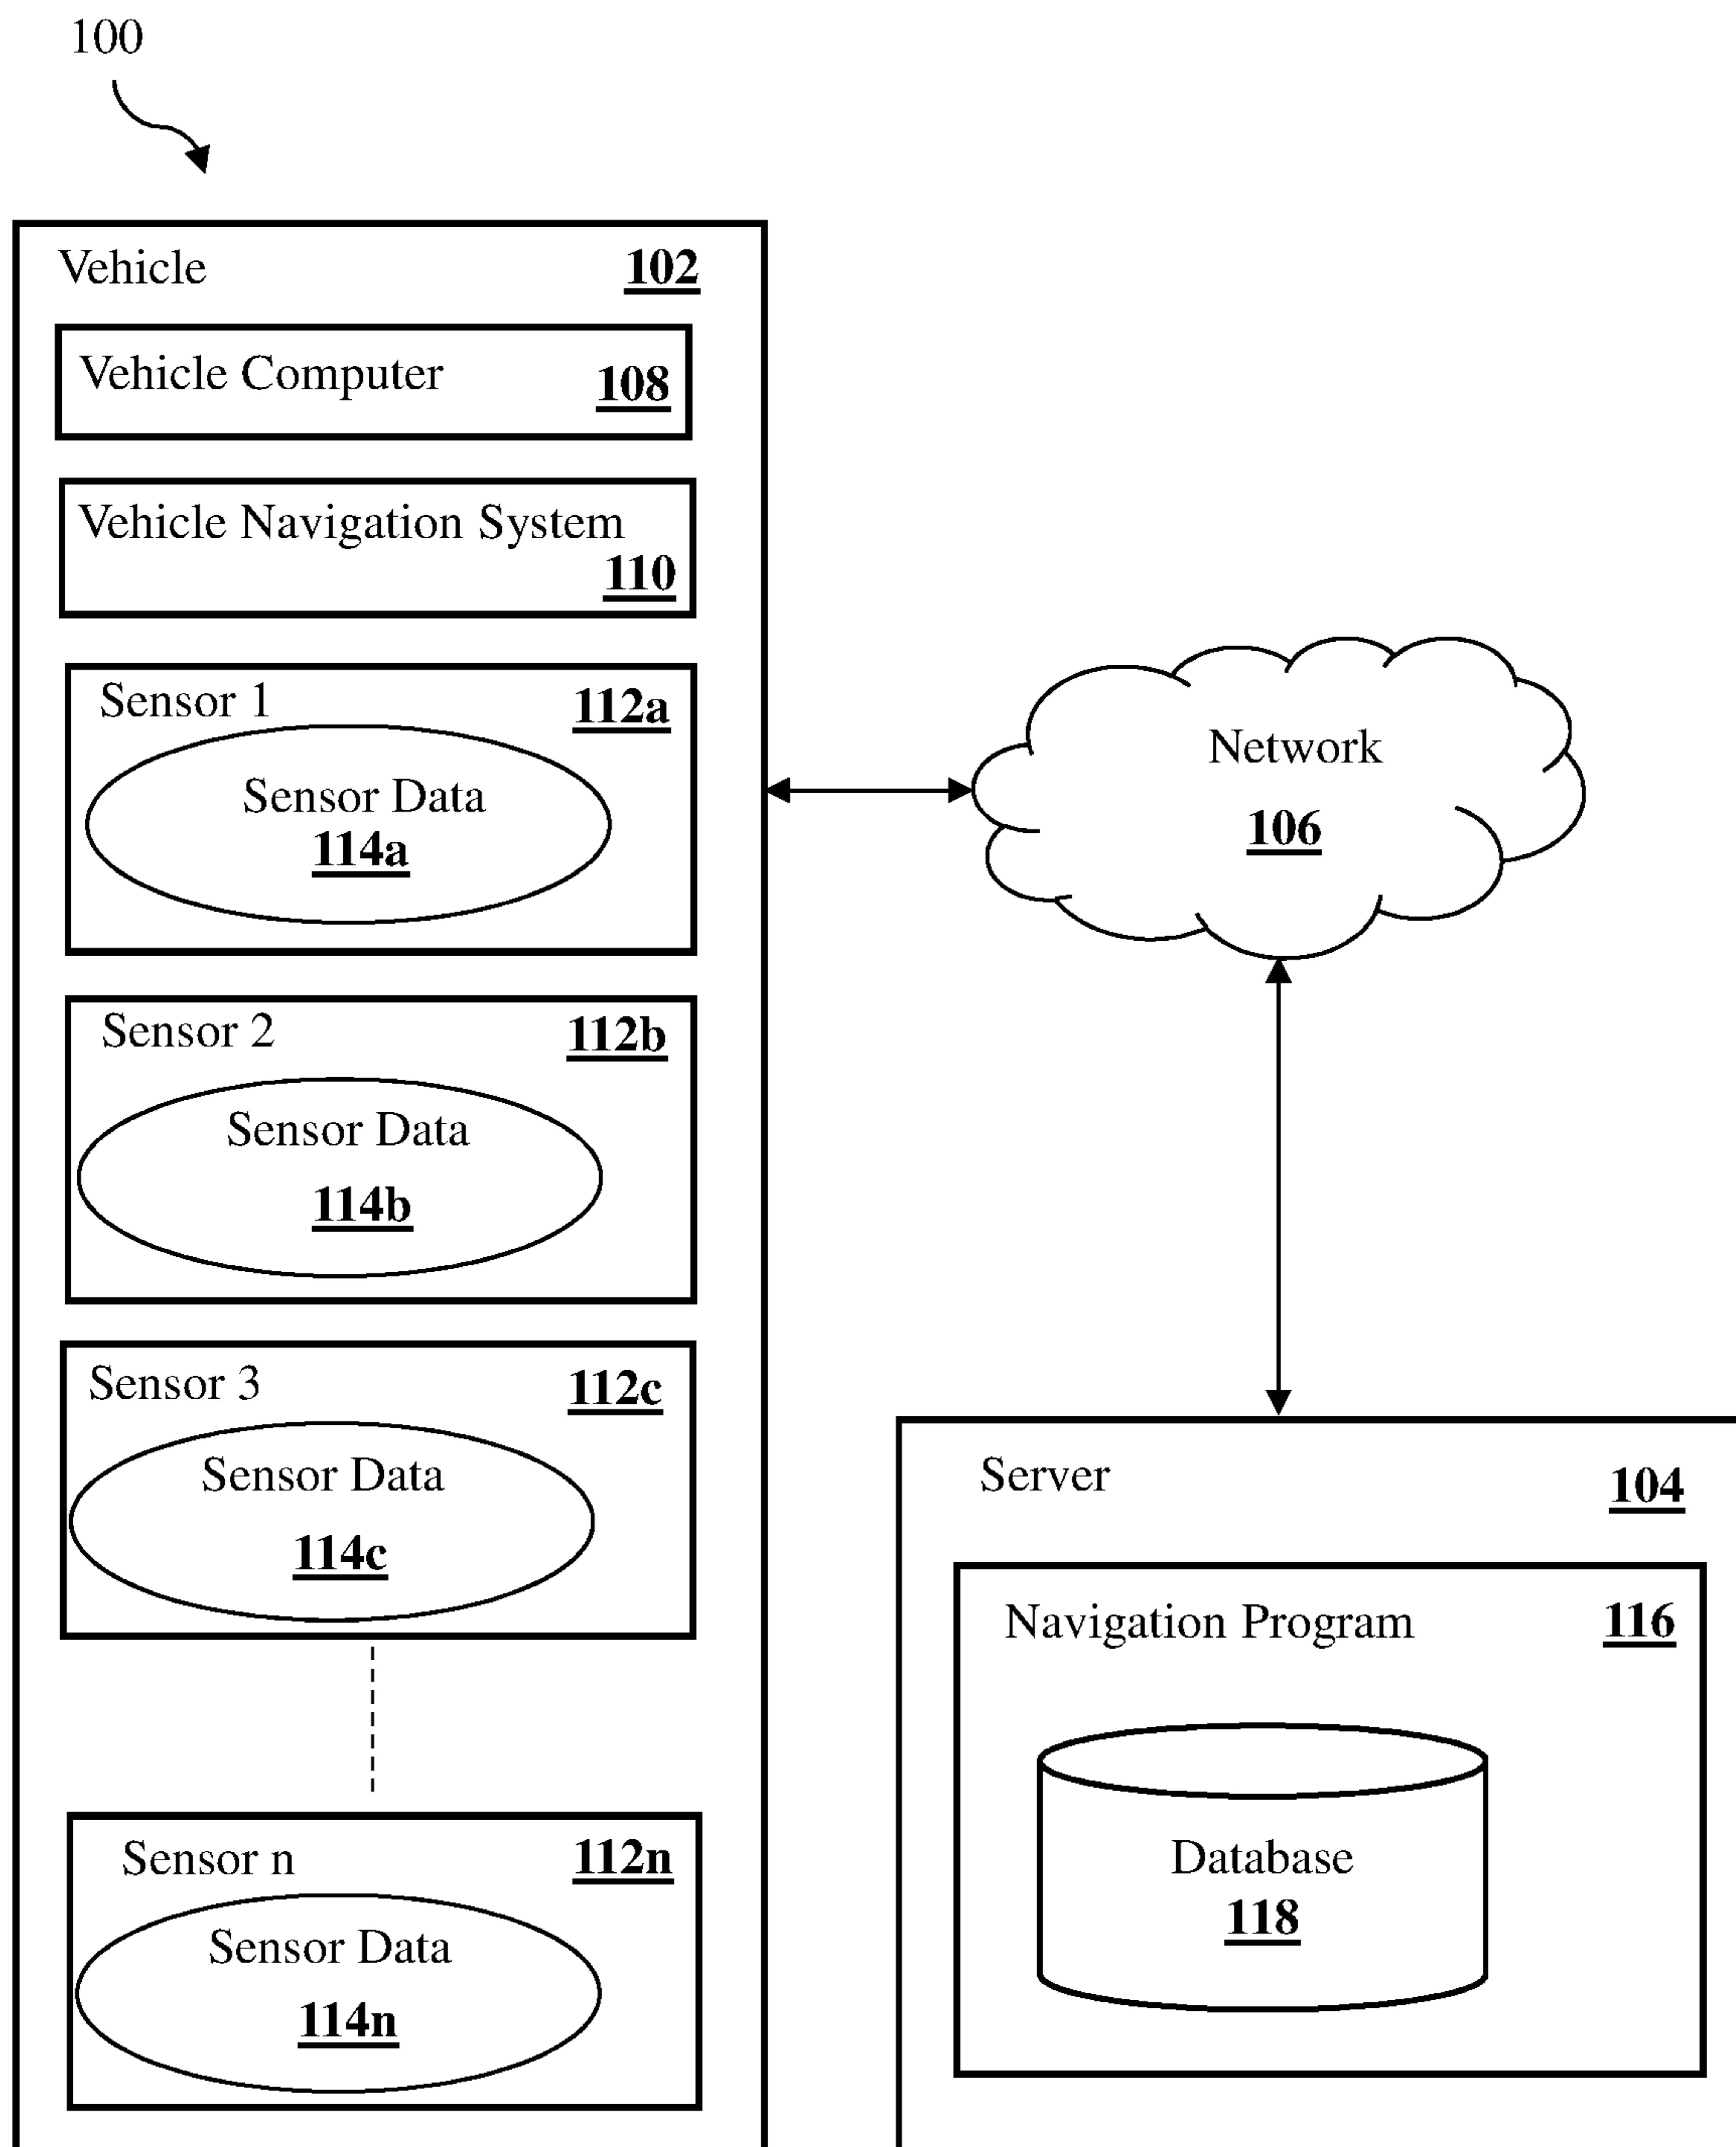 100
Vehicle 102
Vehicle Computer 108
Vehicle Navigation System
110
Sensor 1 112a
Sensor Data
114a
Sensor 2 112b
Sensor Data
114b
Sensor 3 112c
Sensor Data
114c
Sensor n 112n
Sensor Data
114n
Network
106
Server 104
Navigation Program 116
Database
118